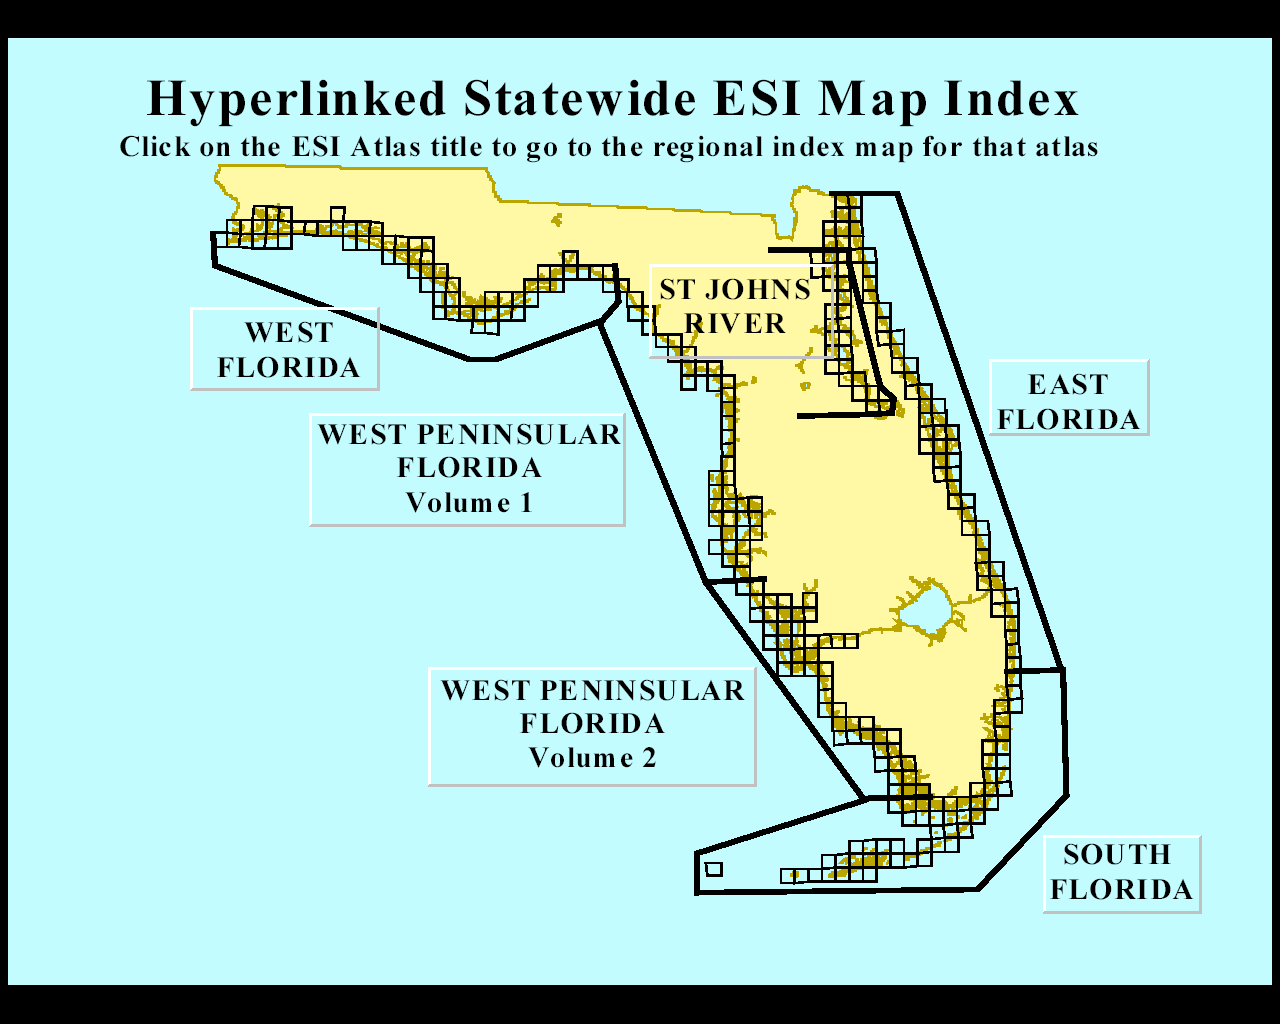 Hyperlinked Statewide ESI Map Index
Click on the ESI Atlas title to go to the regional index map for that atlas
ST JOHNS
RIVER
WEST
FLORIDA
EAST
FLORIDA
WEST PENINSULAR
FLORIDA
Volume 1
WEST PENINSULAR
FLORIDA
Volume 2
SOUTH
FLORIDA